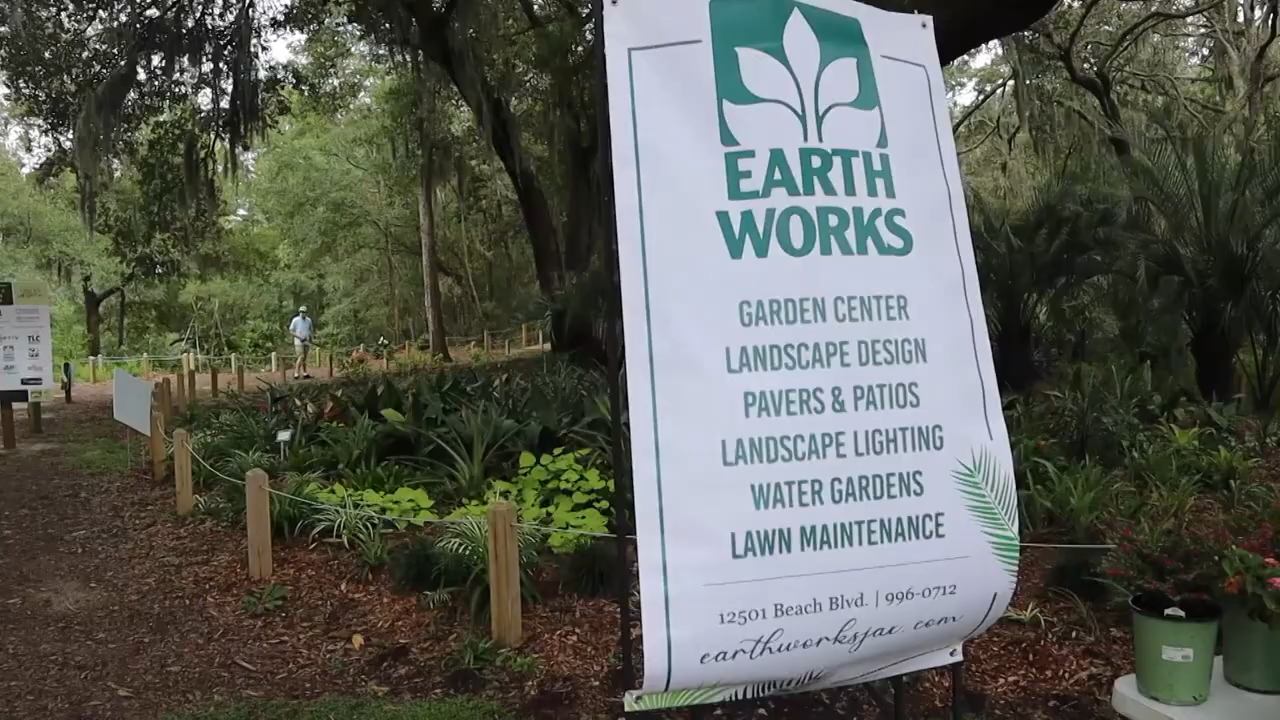 EARTH
WORKS
GARDEN CENTER
LANDSCAPE DESIGN
PAVERS & PATIOS
LANDSCAPE LIGHTING
WATER GARDENS
LAWN MAINTENANCE
12501 Beach Blvd. | 996-0712
earthworksjax.com
TLC